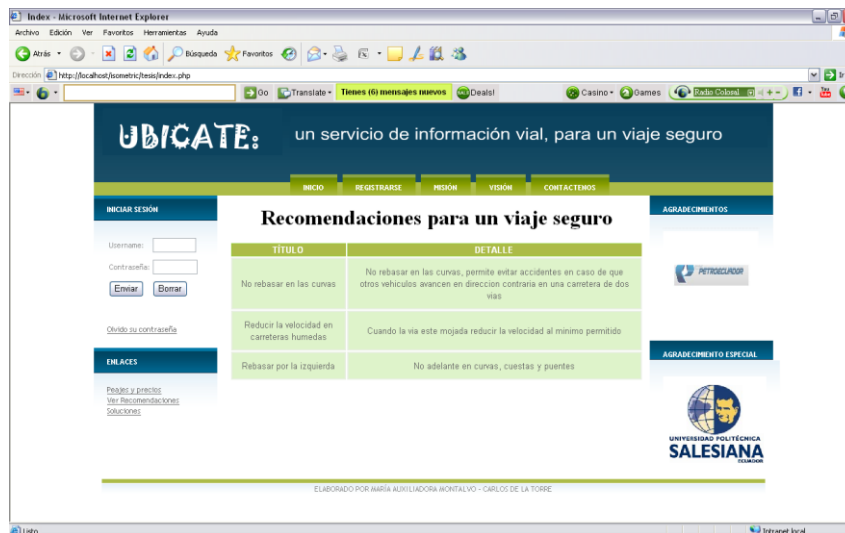 Index - Microsoft Internet Explorer
Archivo Edición Ver Favoritos Herramientas Ayuda
Atrás Búsqueda Favoritos
Dirección http://localhost/isometric/tesis/index.php Ir
Go Translate Tienes (6) mensajes nuevos Deals! Casino Games Radio Colosal
UBICATE: un servicio de información vial, para un viaje seguro
INICIO REGISTRARSE MISIÓN VISIÓN CONTACTENOS
INICIAR SESIÓN
Username:
Contraseña:
Enviar Borrar
Olvido su contraseña
ENLACES
Peajes y precios
Ver Recomendaciones
Soluciones
Recomendaciones para un viaje seguro
TÍTULO DETALLE
No rebasar en las curvas
No rebasar en las curvas, permite evitar accidentes en caso de que
otros vehiculos avancen en direccion contraria en una carretera de dos
vias
Reducir la velocidad en
carreteras humedas
Cuando la via este mojada reducir la velocidad al minimo permitido
Rebasar por la izquierda No adelante en curvas, cuestas y puentes
AGRADECIMIENTOS
PETROECUADOR
AGRADECIMIENTO ESPECIAL
UNIVERSIDAD POLITÉCNICA
SALESIANA
ECUADOR
ELABORADO POR MARÍA AUXILIADORA MONTALVO - CARLOS DE LA TORRE
Listo Intranet local